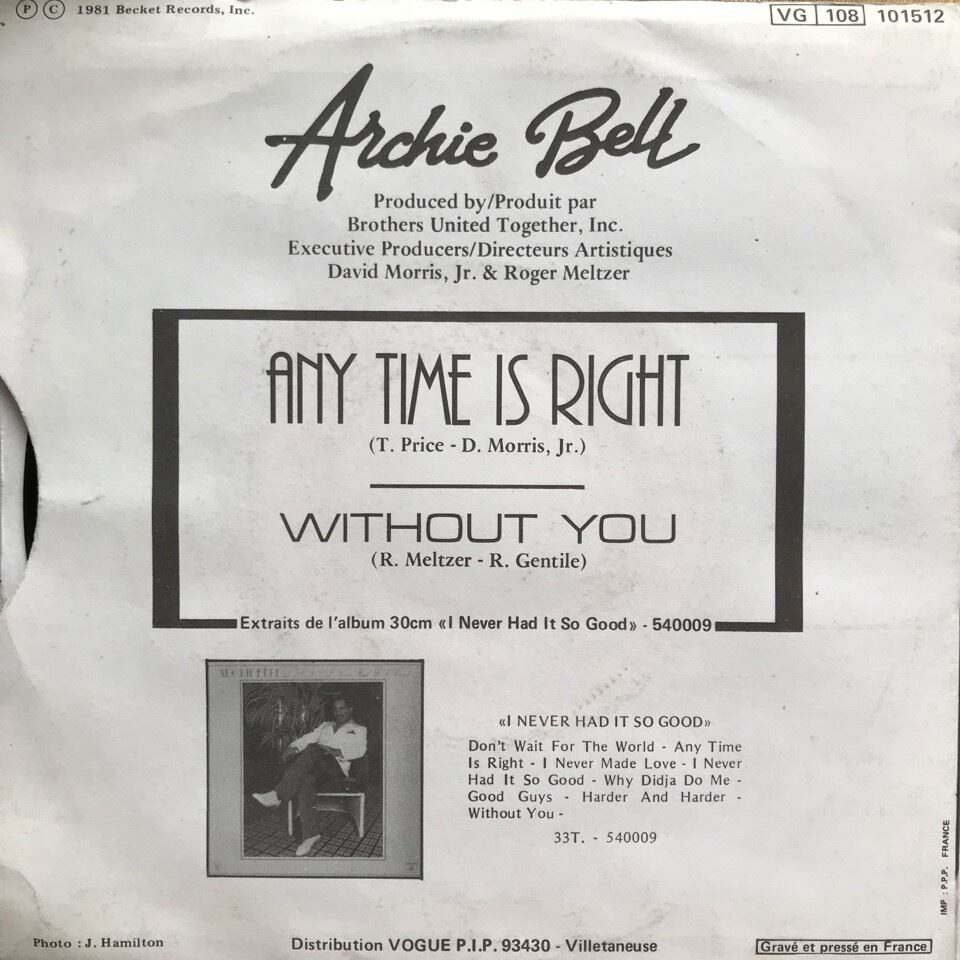 Ⓟ Ⓒ 1981 Becket Records, Inc.
VG 108 101512
Archie Bell
Produced by/Produit par
Brothers United Together, Inc.
Executive Producers/Directeurs Artistiques
David Morris, Jr. & Roger Meltzer
ANY TIME IS RIGHT
(T. Price - D. Morris, Jr.)
WITHOUT YOU
(R. Meltzer - R. Gentile)
Extraits de l'album 30cm «I Never Had It So Good» - 540009
«I NEVER HAD IT SO GOOD»
Don't Wait For The World - Any Time
Is Right - I Never Made Love - I Never
Had It So Good - Why Didja Do Me -
Good Guys - Harder And Harder -
Without You -
33T. - 540009
IMP : P.P.P. FRANCE
Photo : J. Hamilton
Distribution VOGUE P.I.P. 93430 - Villetaneuse
Gravé et pressé en France